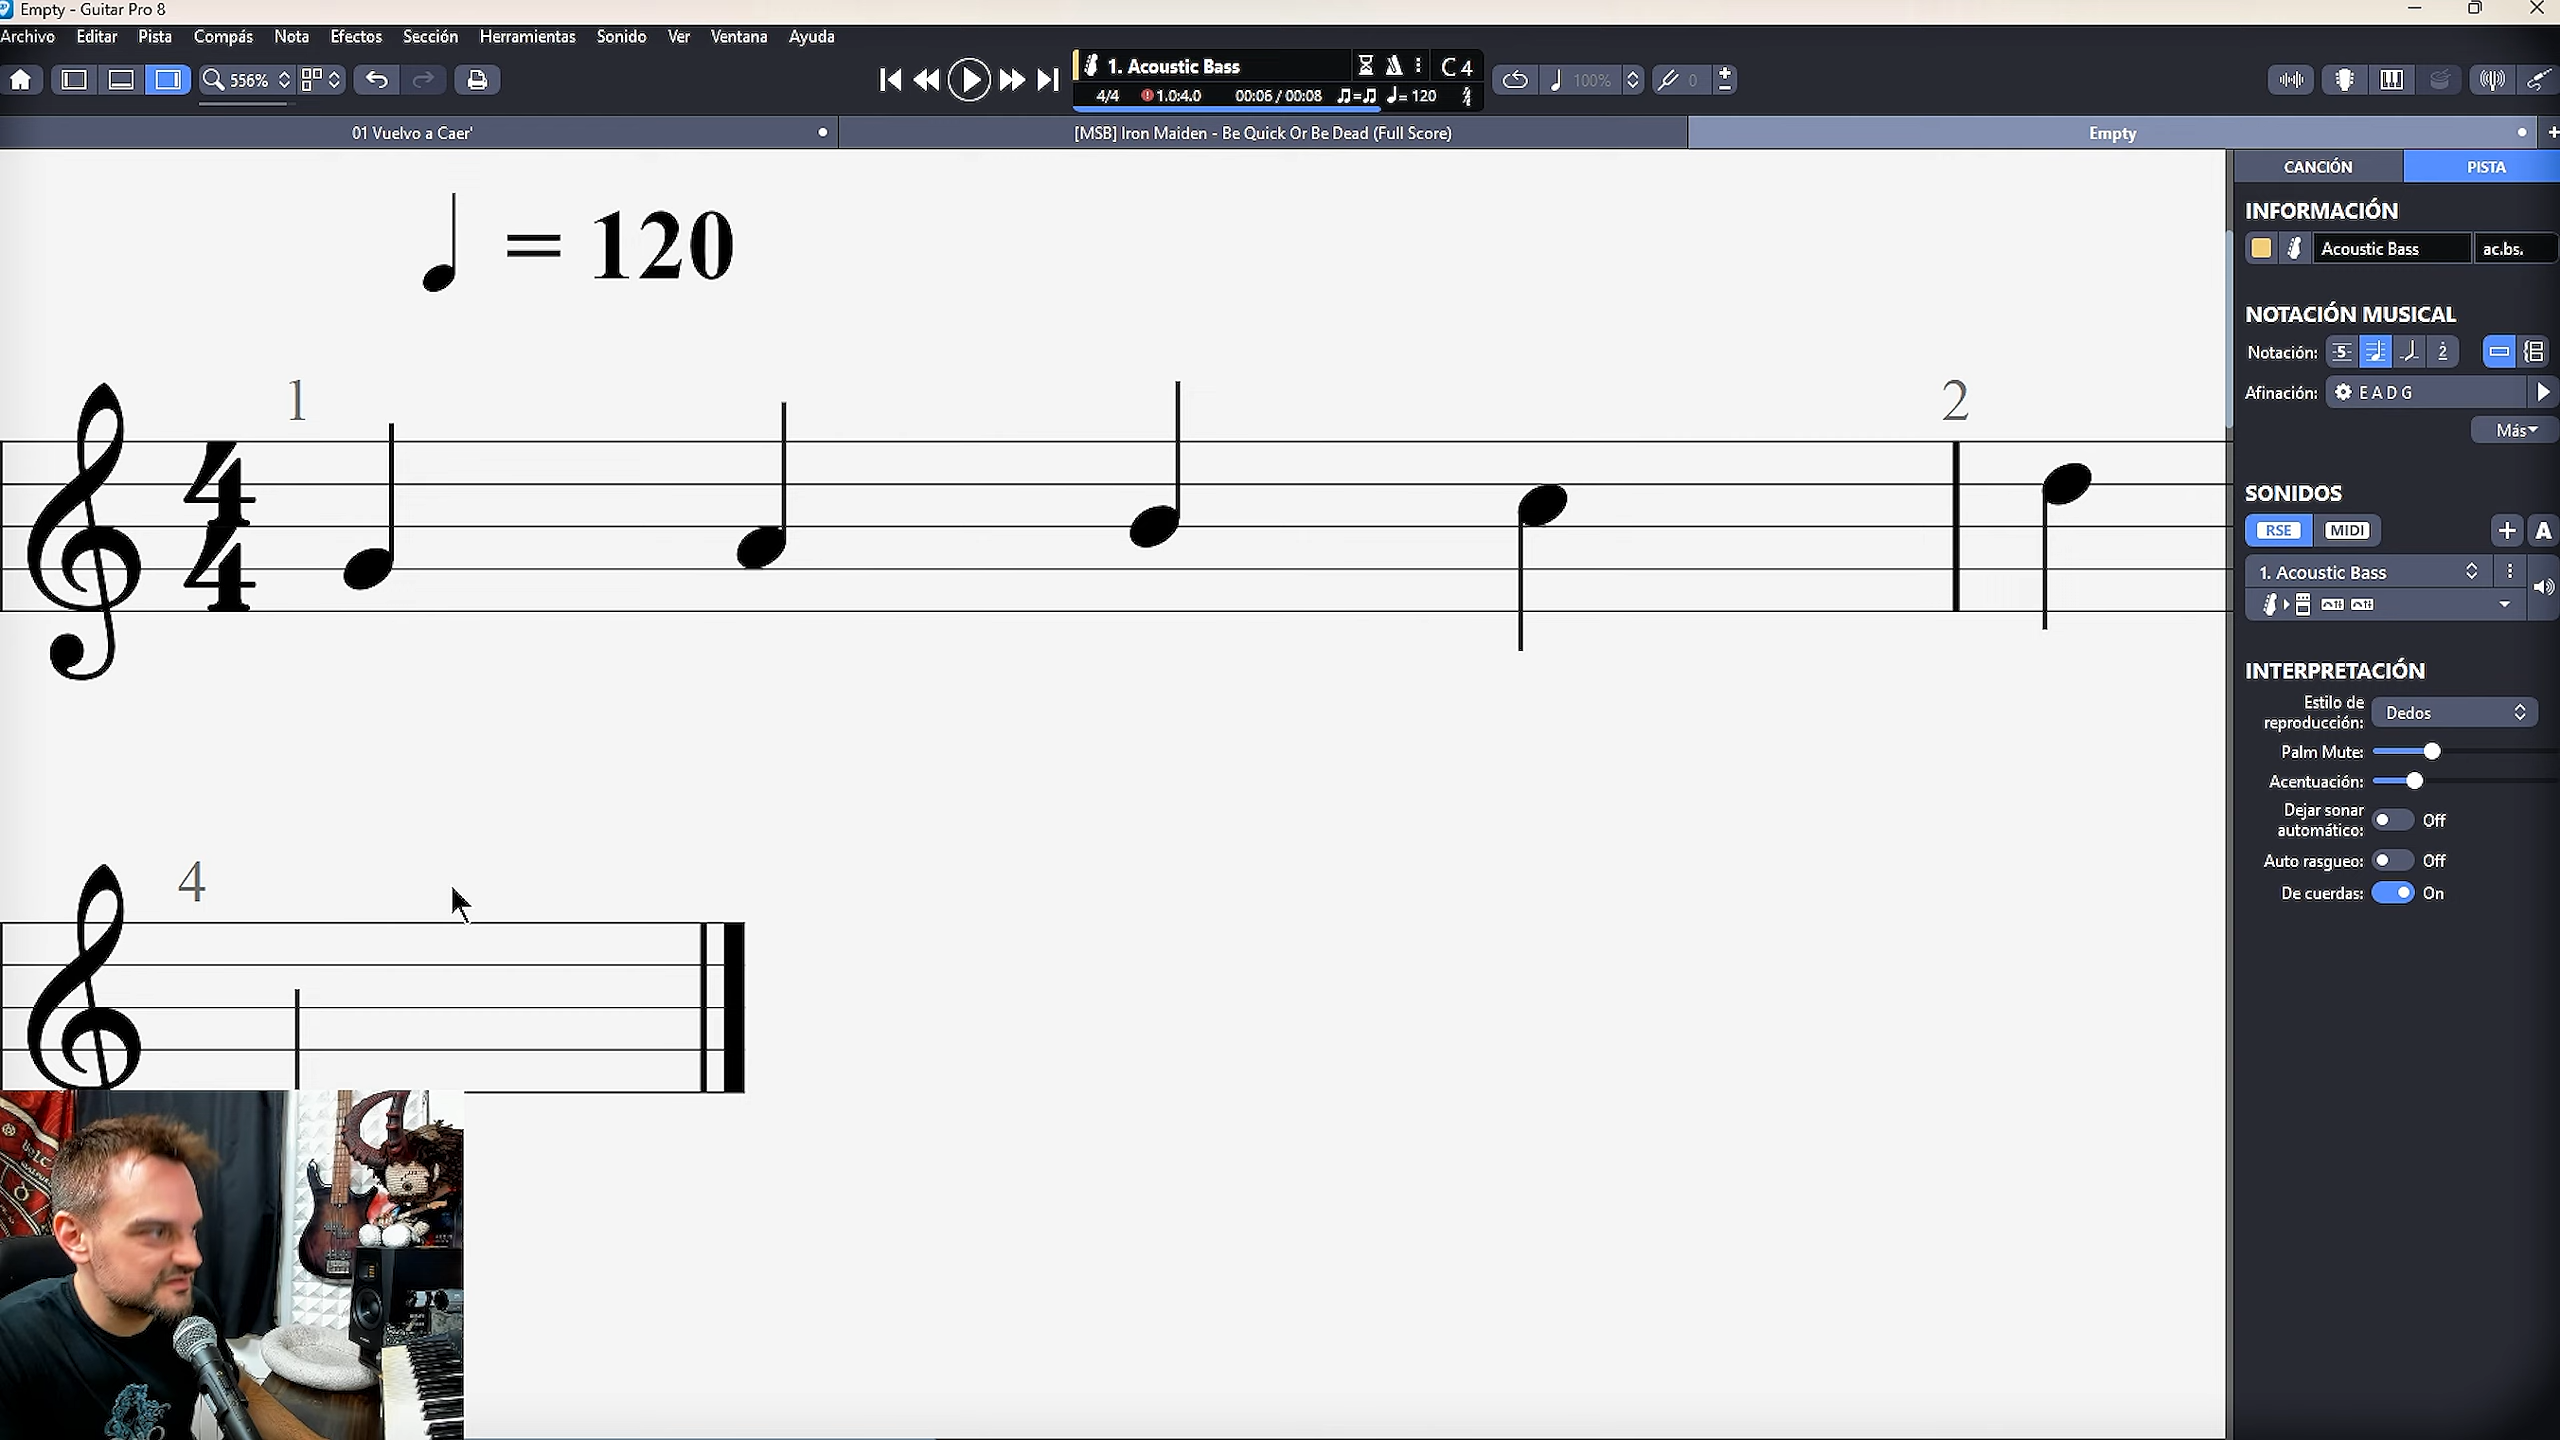 Empty - Guitar Pro 8
Archivo Editar Pista Compás Nota Efectos Sección Herramientas Sonido Ver Ventana Ayuda
556%
1. Acoustic Bass
C 4
4/4
1.0:4.0
00:06 / 00:08
= 120
100%
0
01 Vuelvo a Caer'
[MSB] Iron Maiden - Be Quick Or Be Dead (Full Score)
Empty
= 120
1
2
4
4
4
CANCIÓN
PISTA
INFORMACIÓN
Acoustic Bass
ac.bs.
NOTACIÓN MUSICAL
Notación:
Afinación:
E A D G
Más
SONIDOS
RSE
MIDI
A
1. Acoustic Bass
INTERPRETACIÓN
Estilo de
reproducción:
Dedos
Palm Mute:
Acentuación:
Dejar sonar
automático:
Off
Auto rasgueo:
Off
De cuerdas:
On